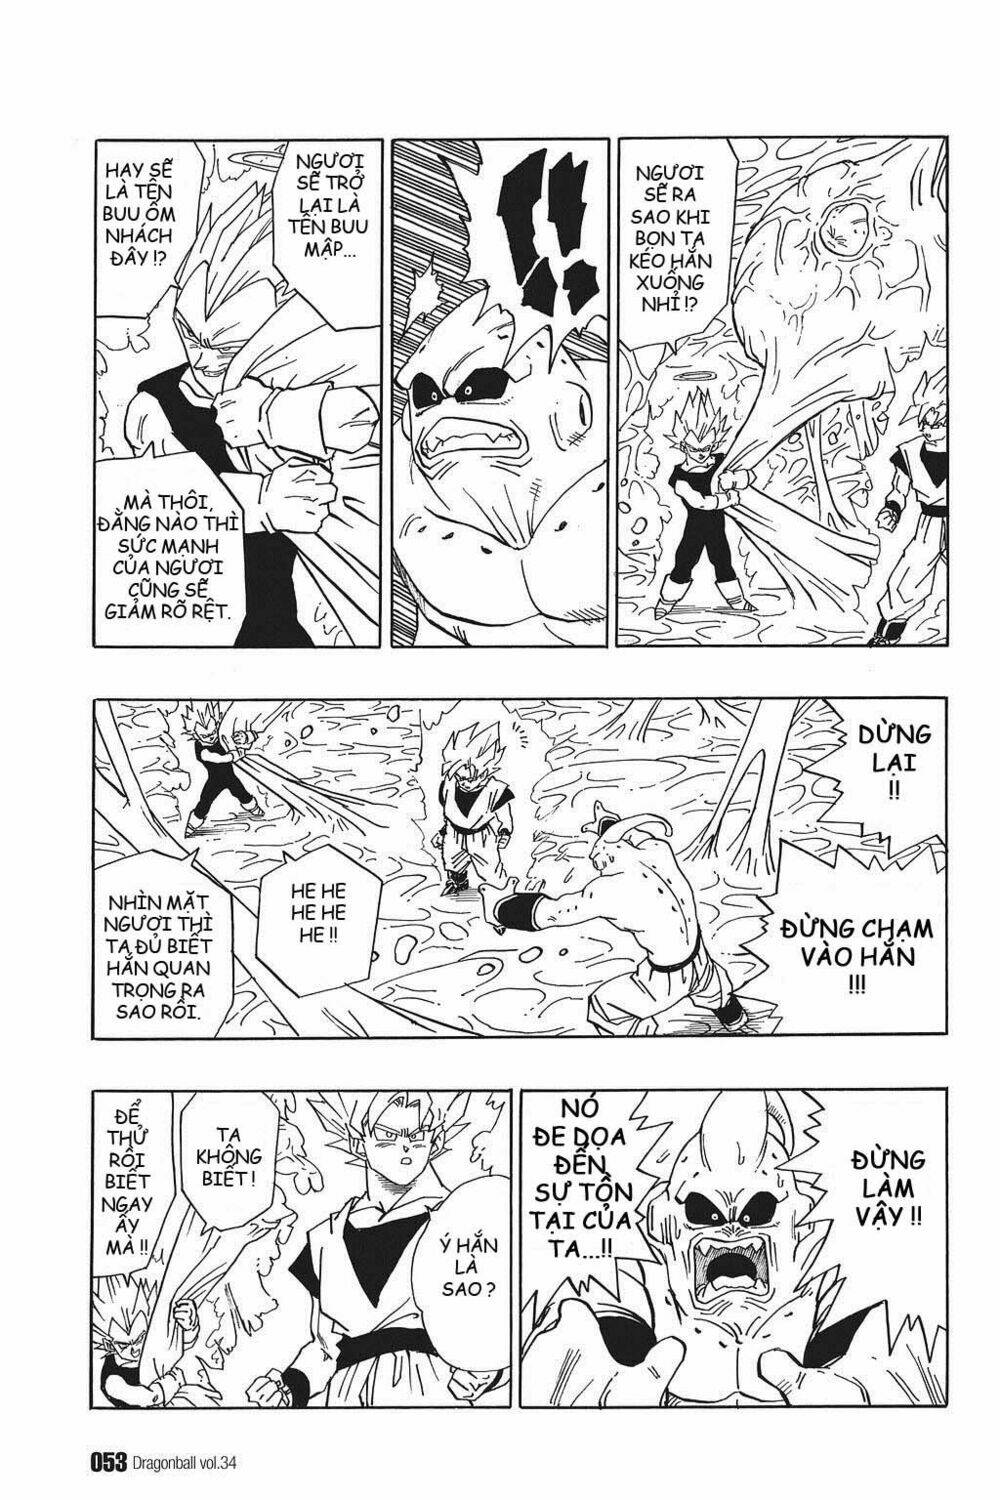 NGƯƠI
SẼ RA
SAO KHI
BỌN TA
KÉO HẮN
XUỐNG
NHỈ !?
!!
NGƯƠI
SẼ TRỞ
LẠI LÀ
TÊN BUU
MẬP...
HAY SẼ
LÀ TÊN
BUU ỐM
NHÁCH
ĐÂY !?
MÀ THÔI,
ĐẰNG NÀO THÌ
SỨC MẠNH
CỦA NGƯƠI
CŨNG SẼ
GIẢM RÕ RỆT.
DỪNG
LẠI
!!
ĐỪNG CHẠM
VÀO HẮN
!!!
HE HE
HE HE
HE !!
NHÌN MẶT
NGƯƠI THÌ
TA ĐỦ BIẾT
HẮN QUAN
TRỌNG RA
SAO RỒI.
ĐỪNG
LÀM
VẬY !!
NÓ
ĐE DỌA
ĐẾN
SỰ TỒN
TẠI CỦA
TA...!!
Ý HẮN
LÀ
SAO ?
TA
KHÔNG
BIẾT !
ĐỂ
THỬ
RỒI
BIẾT
NGAY
ẤY
MÀ !!
053 Dragonball vol.34